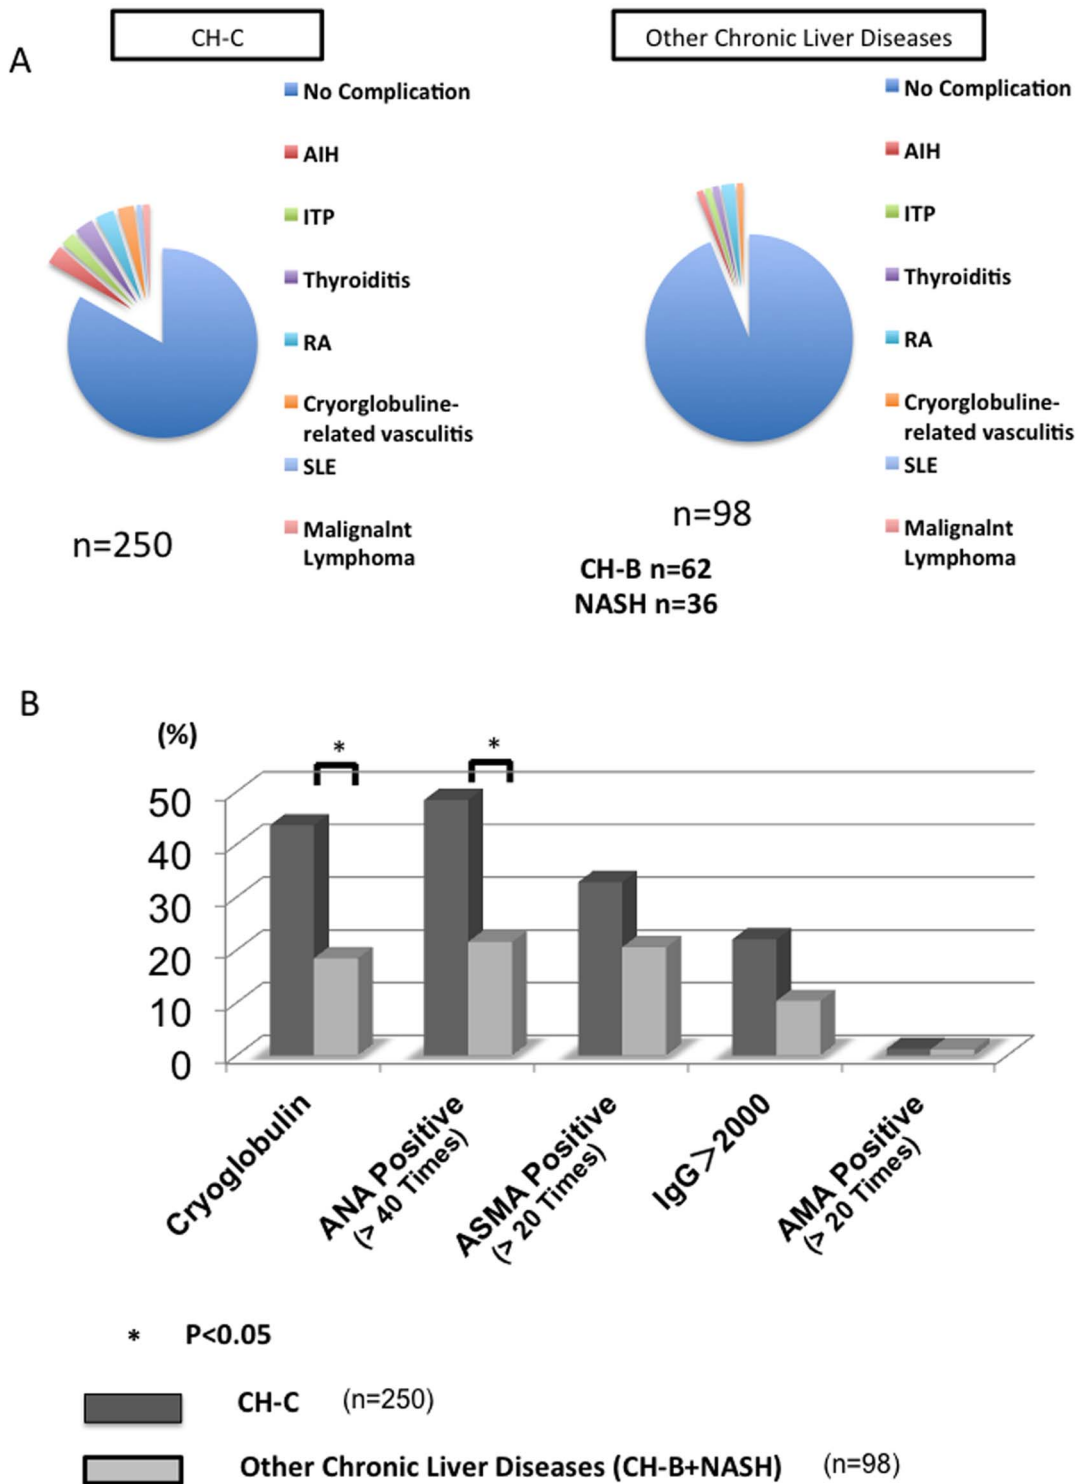 CH-C
Other Chronic Liver Diseases
A
No Complication
AIH
ITP
Thyroiditis
RA
Cryorglobuline-
related vasculitis
SLE
Malignalnt
Lymphoma
n=250
No Complication
AIH
ITP
Thyroiditis
RA
Cryorglobuline-
related vasculitis
SLE
Malignalnt
Lymphoma
n=98
CH-B n=62
NASH n=36
B
(%)
*
*
50
40
30
20
10
0
Cryoglobulin
ANA Positive
(> 40 Times)
ASMA Positive
(> 20 Times)
IgG＞2000
AMA Positive
(> 20 Times)
* P<0.05
CH-C (n=250)
Other Chronic Liver Diseases (CH-B+NASH) (n=98)